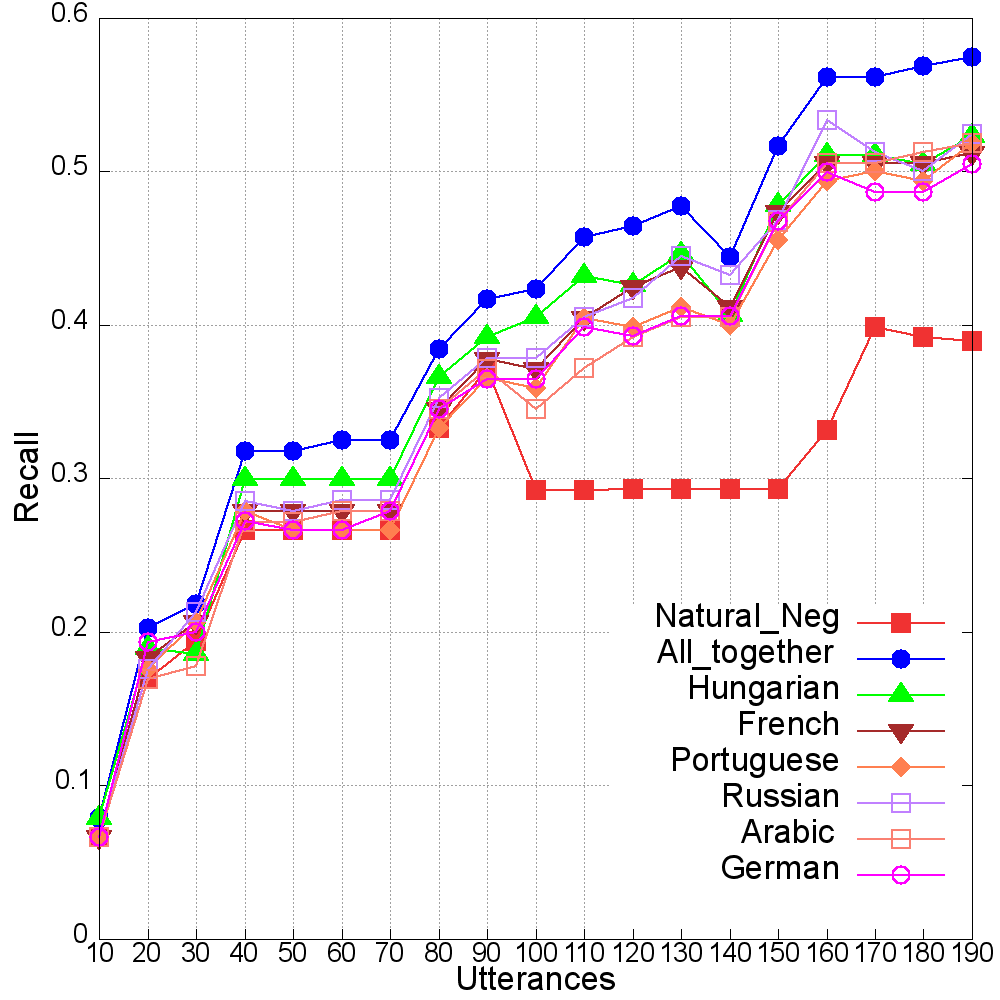 0.6
0.5
0.4
0.3
0.2
0.1
0
Recall
Natural_Neg
All_together
Hungarian
French
Portuguese
Russian
Arabic
German
10 20 30 40 50 60 70 80 90 100 110 120 130 140 150 160 170 180 190
Utterances